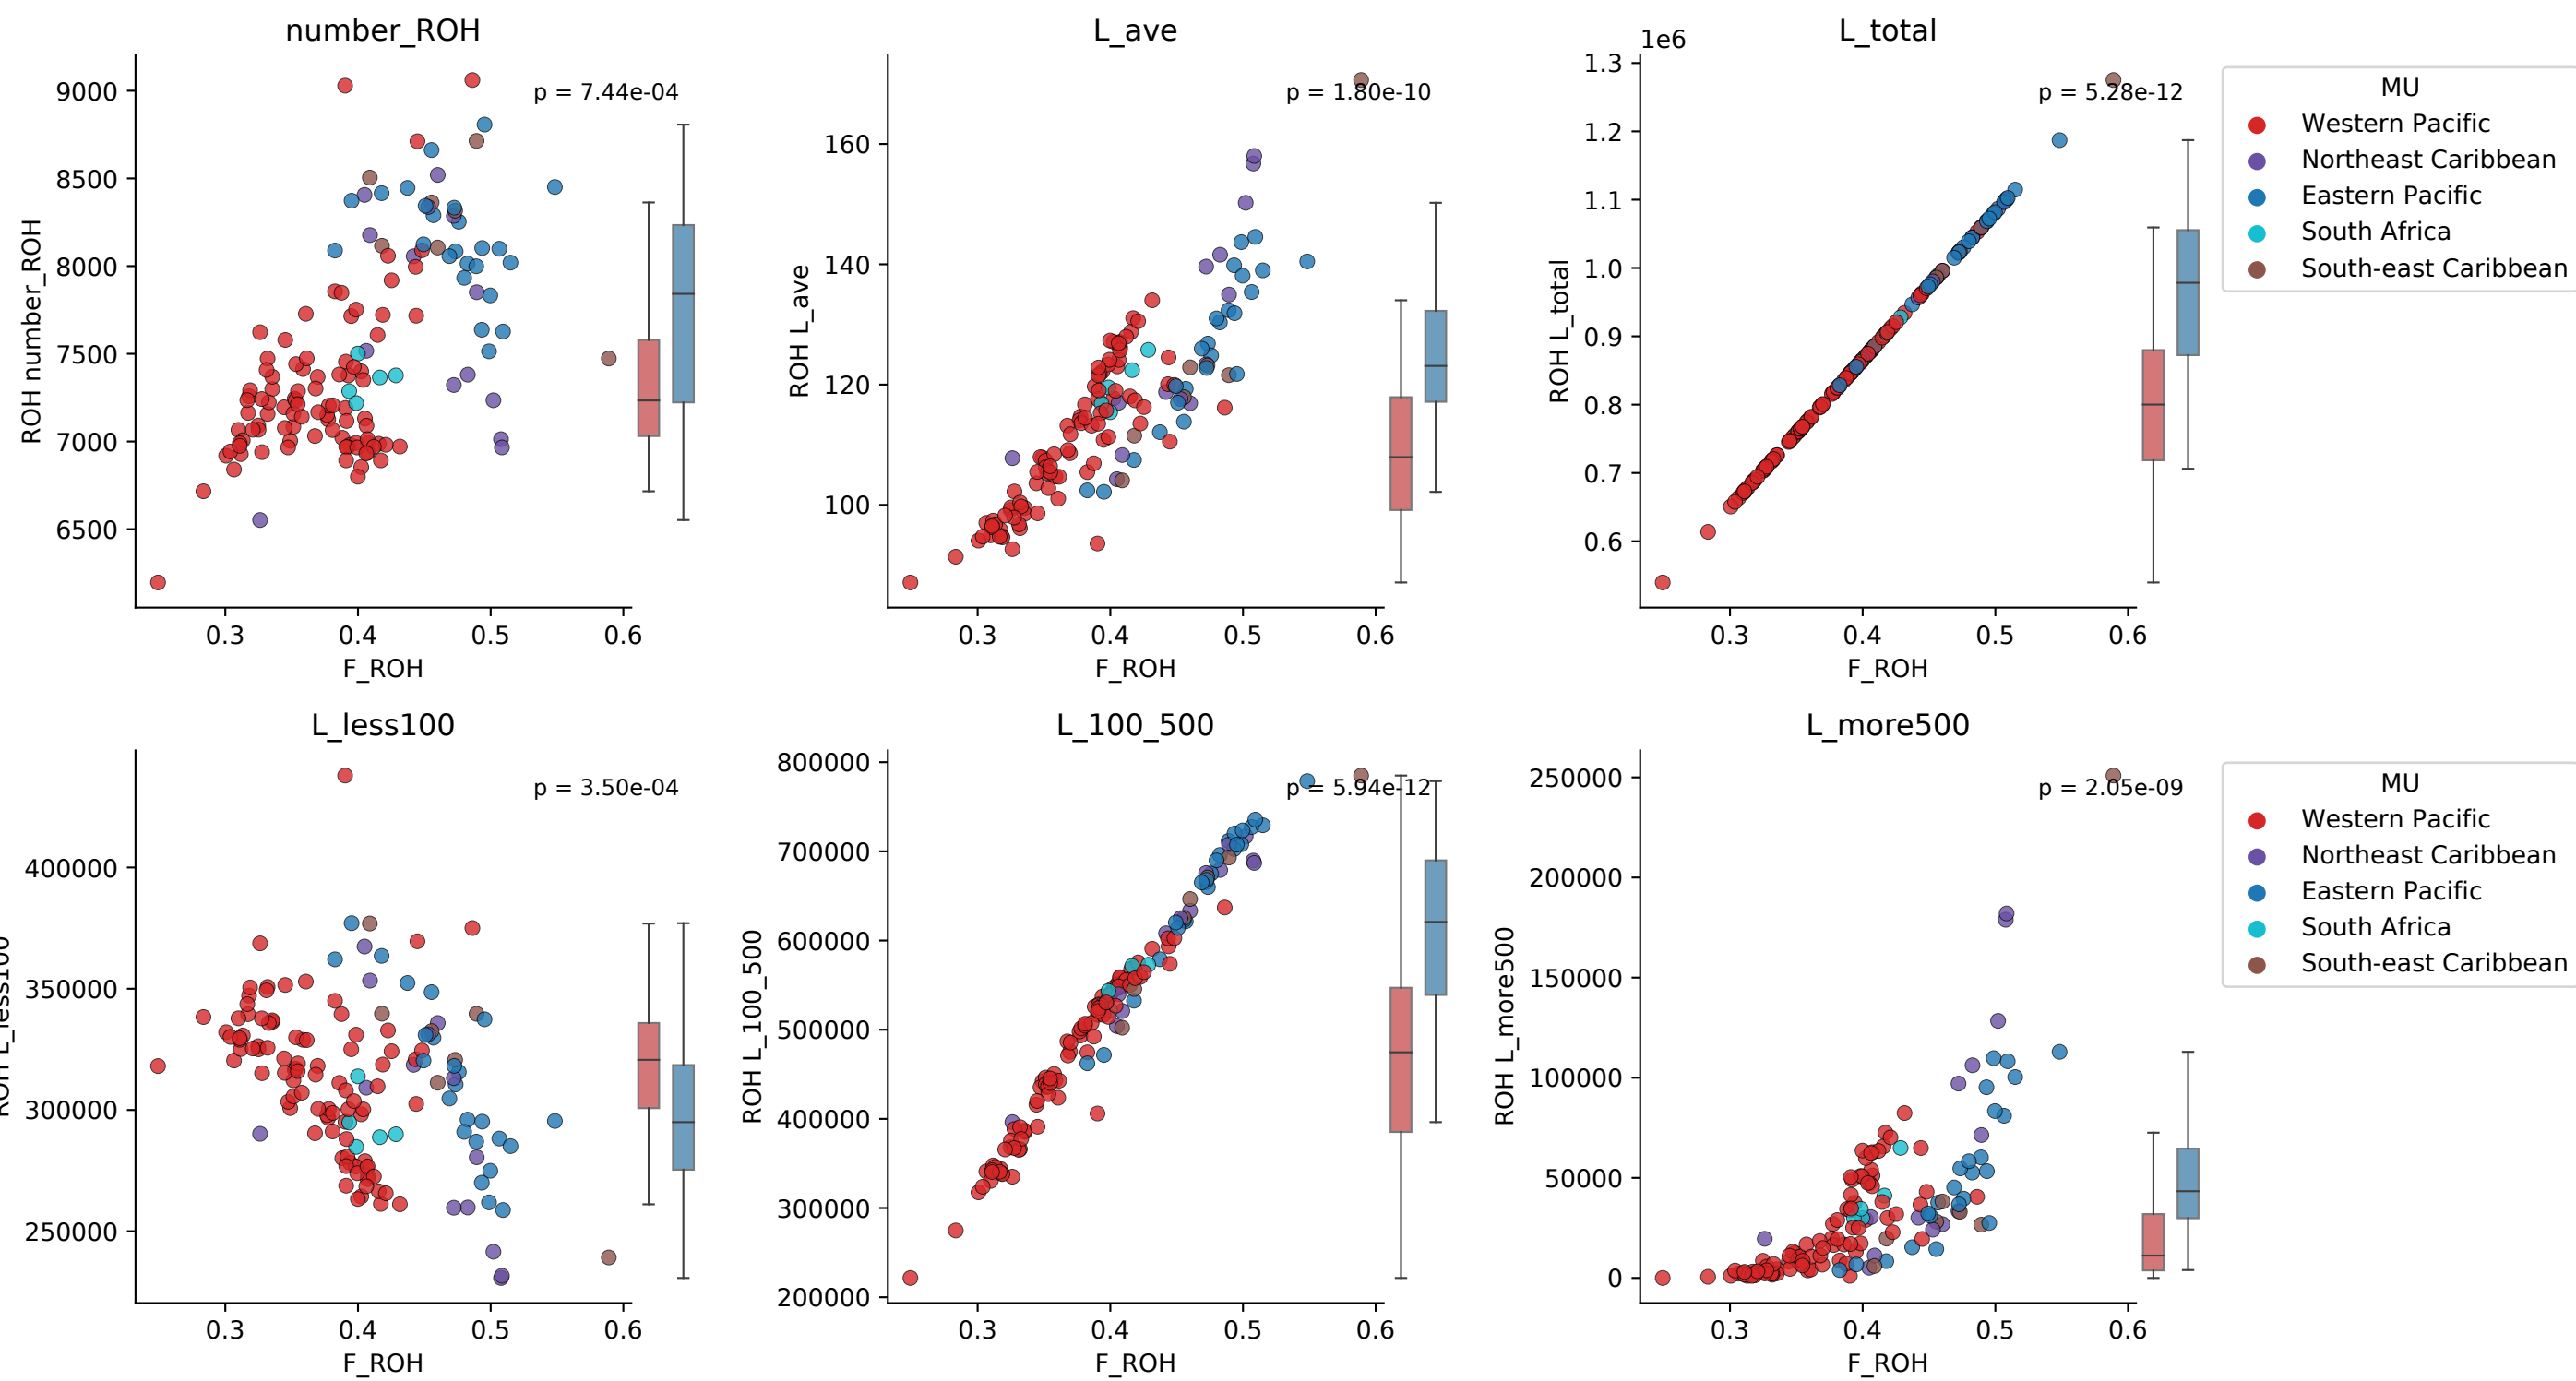 number_ROH
ROH number_ROH
9000
8500
8000
7500
7000
6500
p = 7.44e-04
0.3 0.4 0.5 0.6
F_ROH
L_ave
ROH L_ave
160
140
120
100
p = 1.80e-10
0.3 0.4 0.5 0.6
F_ROH
L_total
1e6
ROH L_total
1.3
1.2
1.1
1.0
0.9
0.8
0.7
0.6
p = 5.28e-12
0.3 0.4 0.5 0.6
F_ROH
MU
Western Pacific
Northeast Caribbean
Eastern Pacific
South Africa
South-east Caribbean
L_less100
ROH L_less100
400000
350000
300000
250000
p = 3.50e-04
0.3 0.4 0.5 0.6
F_ROH
L_100_500
ROH L_100_500
800000
700000
600000
500000
400000
300000
200000
p = 5.94e-12
0.3 0.4 0.5 0.6
F_ROH
L_more500
ROH L_more500
250000
200000
150000
100000
50000
0
p = 2.05e-09
0.3 0.4 0.5 0.6
F_ROH
MU
Western Pacific
Northeast Caribbean
Eastern Pacific
South Africa
South-east Caribbean